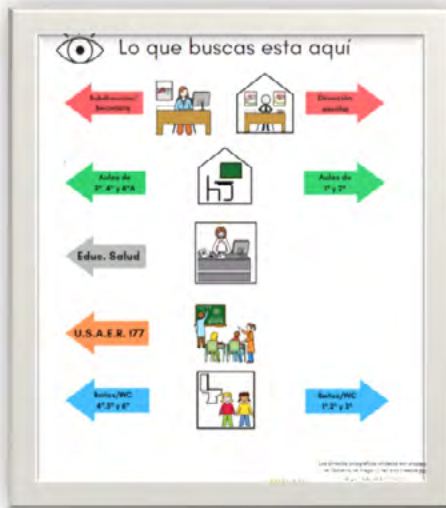 Lo que buscas esta aquí
Subdirección/
Secretaria
Dirección
escolar
Aulas de
3°, 4° y 4°A
Aulas de
1° y 2°
Educ. Salud
U.S.A.E.R. 177
Baños/WC
4°,5° y 6°
Baños/WC
1°,2° y 3°